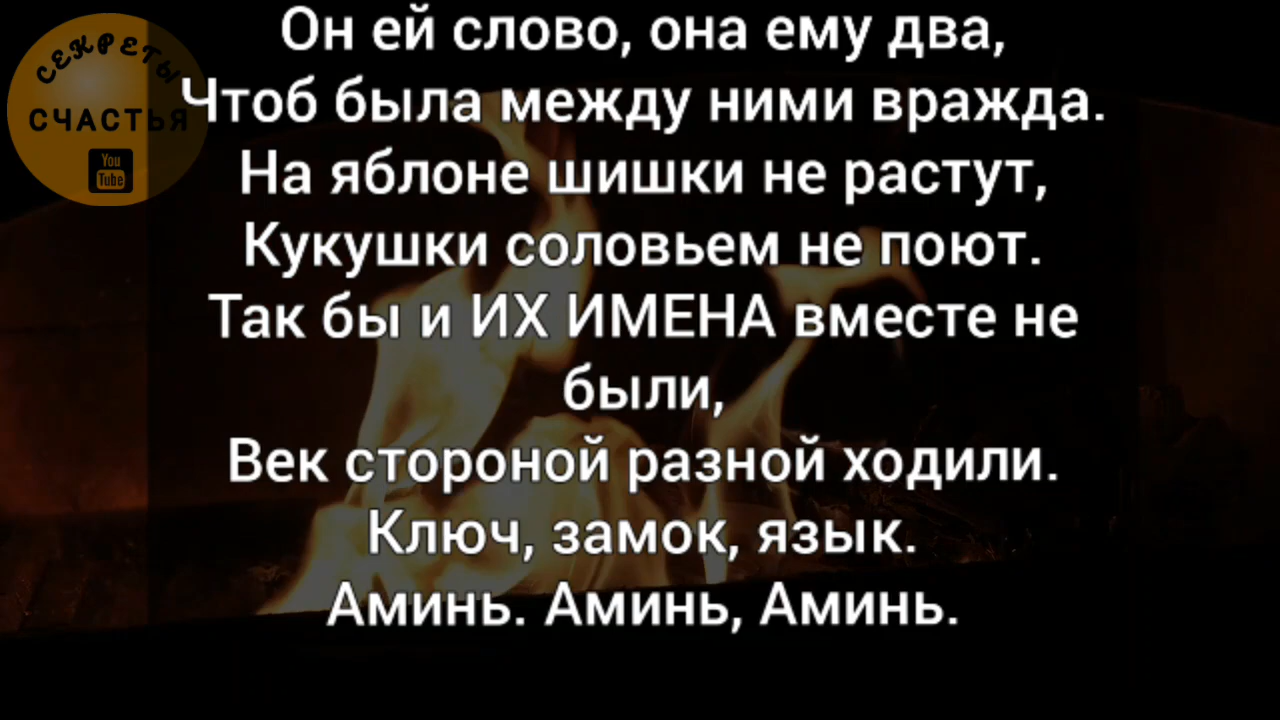 СЕКРЕТЫ
СЧАСТЬЯ
You
Tube
Он ей слово, она ему два,
Чтоб была между ними вражда.
На яблоне шишки не растут,
Кукушки соловьем не поют.
Так бы и ИХ ИМЕНА вместе не
были,
Век стороной разной ходили.
Ключ, замок, язык.
Аминь. Аминь, Аминь.